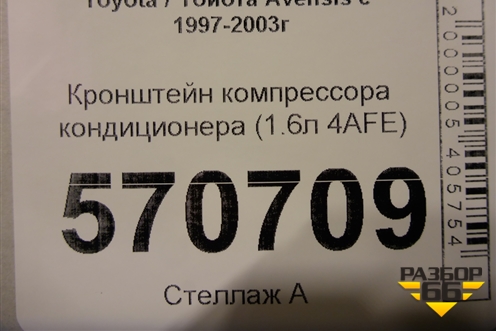 Toyota / Тойота Avensis с
1997-2003г
Кронштейн компрессора
кондиционера (1.6л 4AFE)
570709
Стеллаж А
2000005405754
РАЗБОР
66